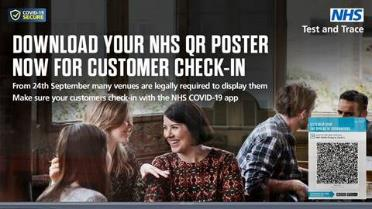 COVID-19
SECURE
NHS
Test and Trace
DOWNLOAD YOUR NHS QR POSTER
NOW FOR CUSTOMER CHECK-IN
From 24th September many venues are legally required to display them
Make sure your customers check-in with the NHS COVID-19 app